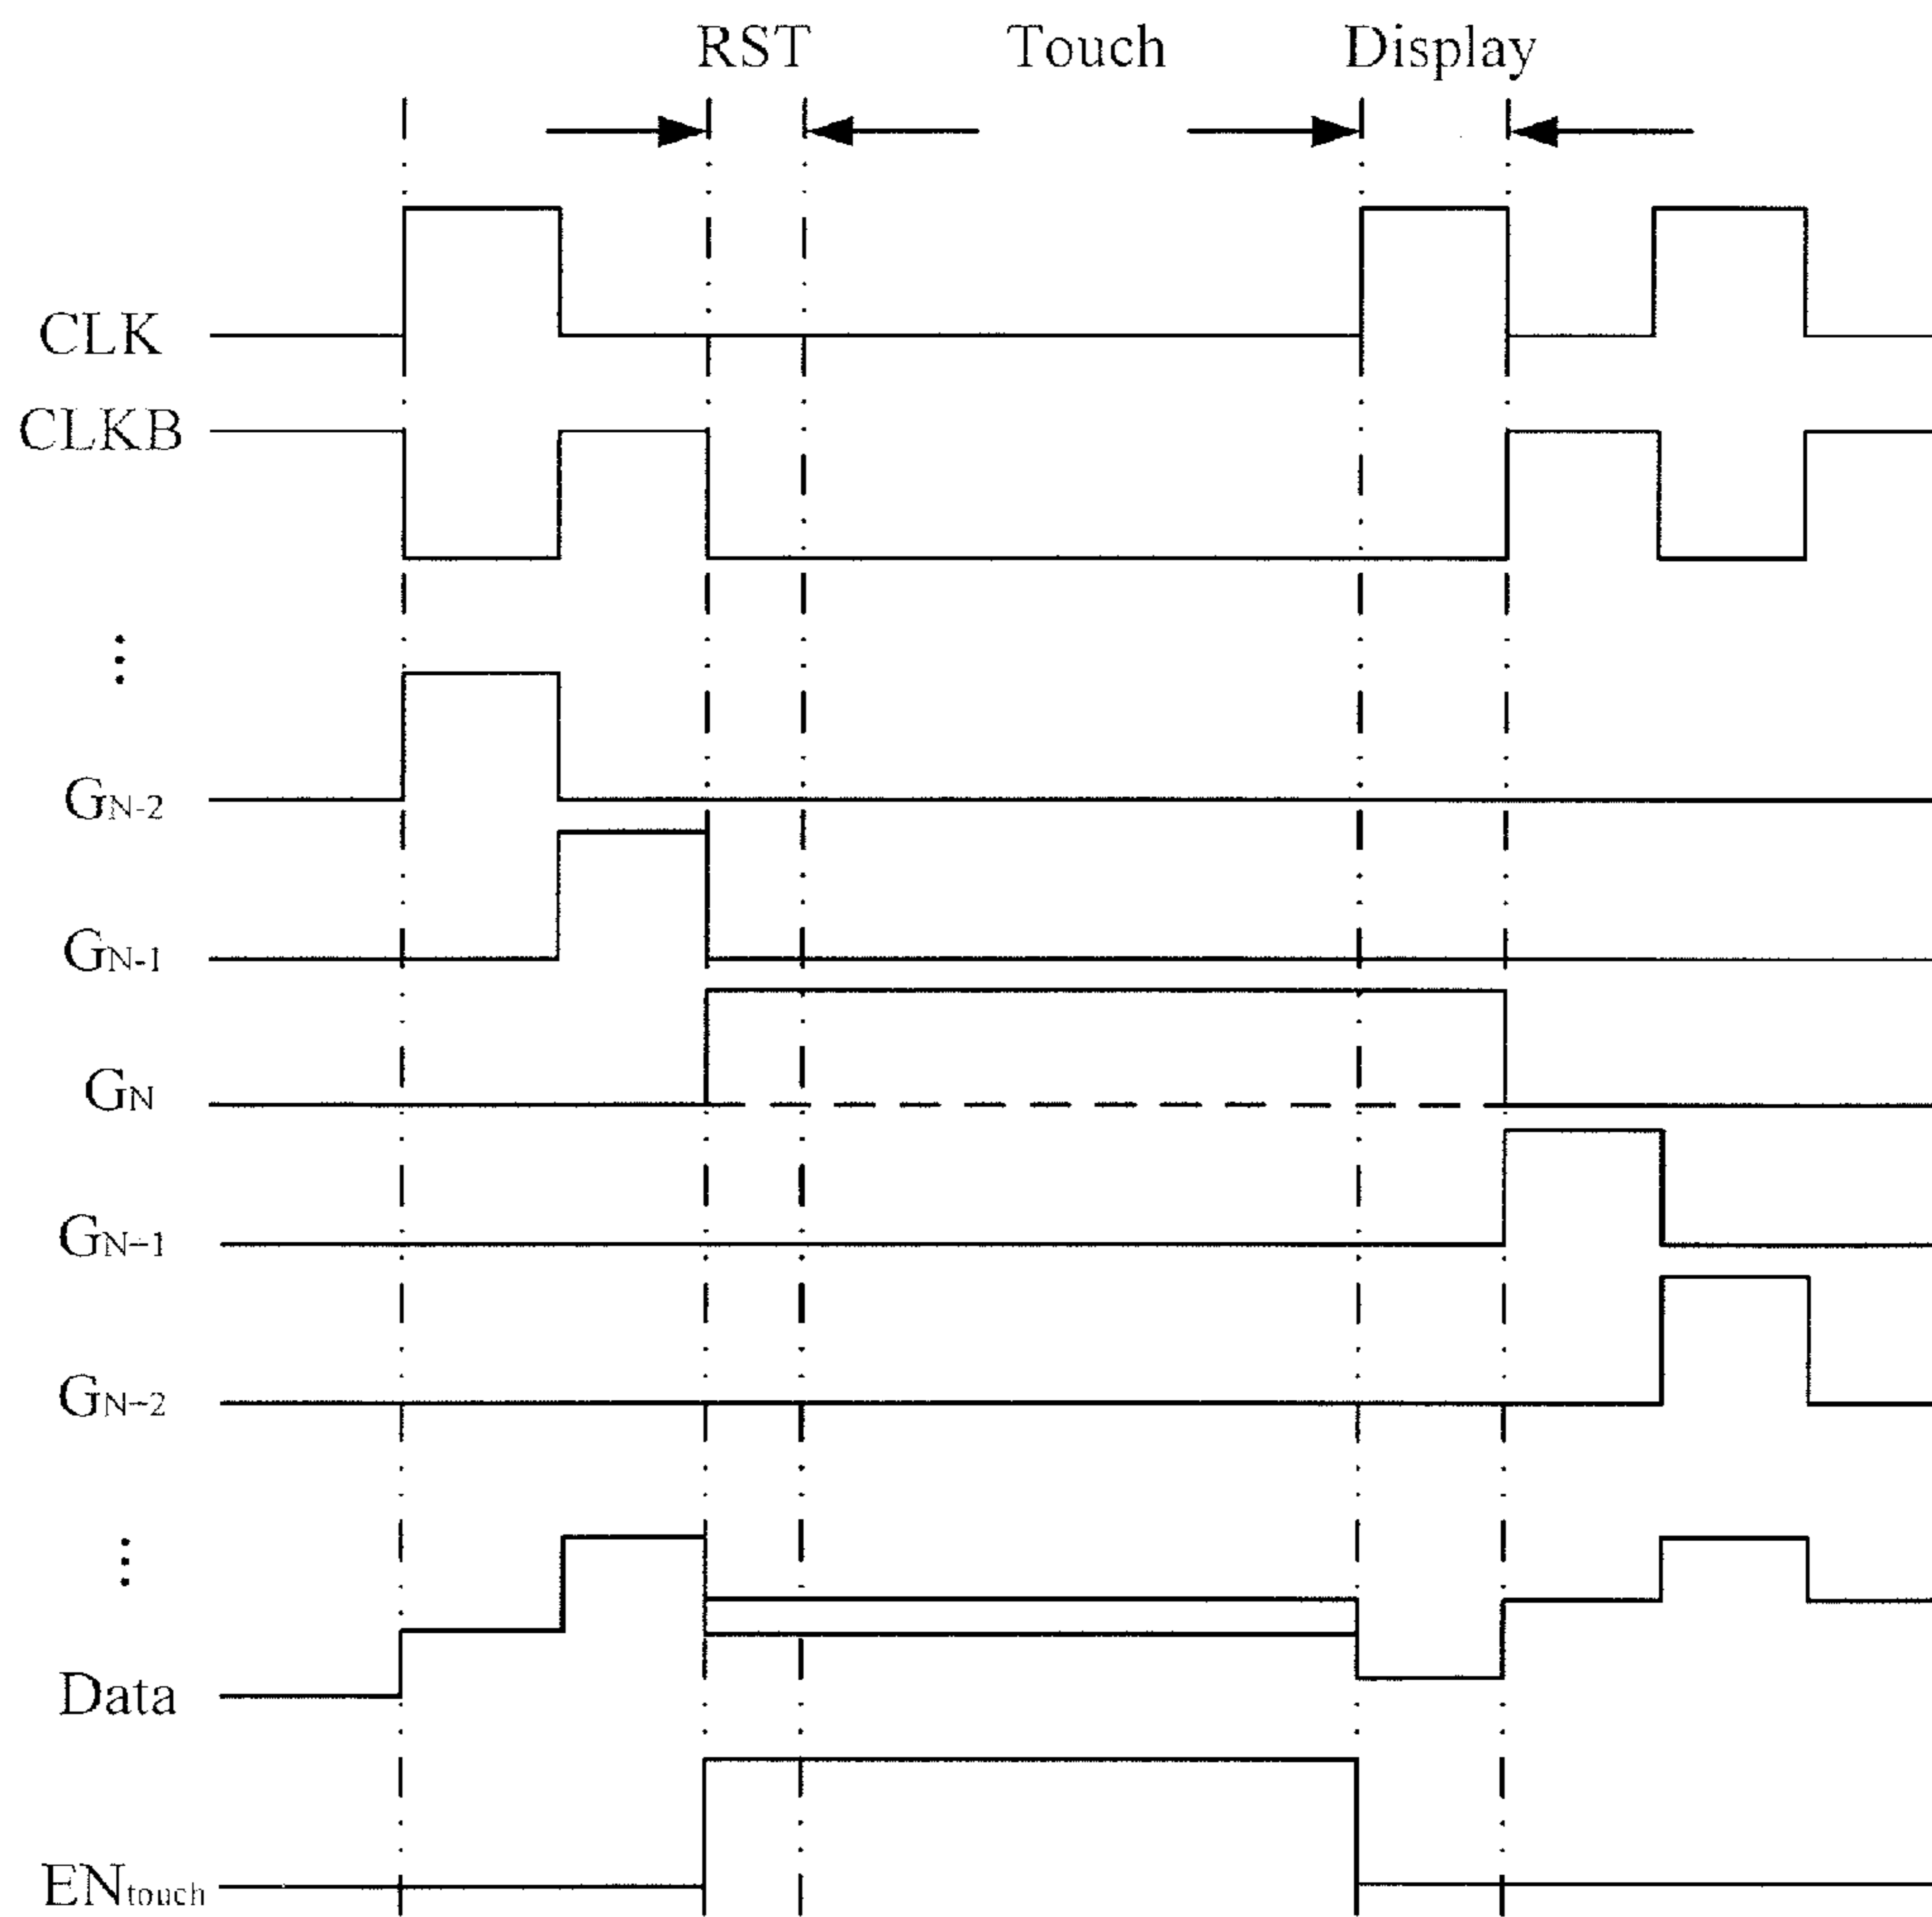 RST Touch Display
CLK
CLKB
⋮
GN-2
GN-1
GN
GN+1
GN+2
⋮
Data
ENtouch